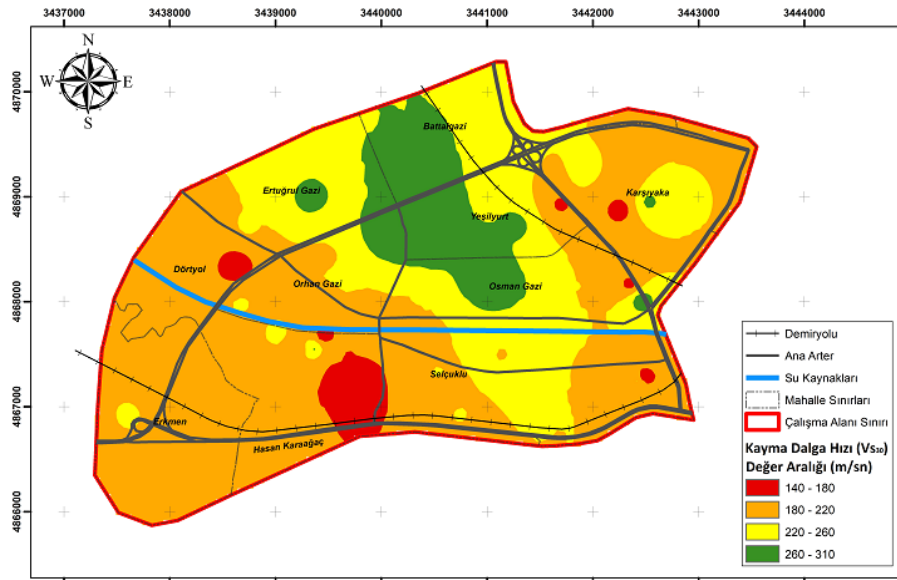 3437000 3438000 3439000 3440000 3441000 3442000 3443000 3444000
N
W E
S
4870000
4869000
4868000
4867000
4866000
Battalgazi
Ertuğrul Gazi
Karşıyaka
Yeşilyurt
Dörtyol
Orhan Gazi
Osman Gazi
Selçuklu
Erkmen
Hasan Karaağaç
Demiryolu
Ana Arter
Su Kaynakları
Mahalle Sınırları
Çalışma Alanı Sınırı
Kayma Dalga Hızı (Vs30)
Değer Aralığı (m/sn)
140 - 180
180 - 220
220 - 260
260 - 310